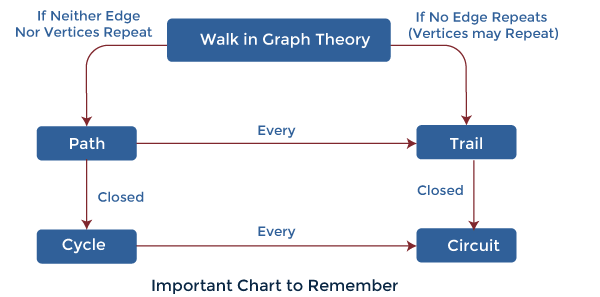 If Neither Edge
Nor Vertices Repeat
Walk in Graph Theory
If No Edge Repeats
(Vertices may Repeat)
Path
Every
Trail
Closed
Closed
Cycle
Every
Circuit
Important Chart to Remember